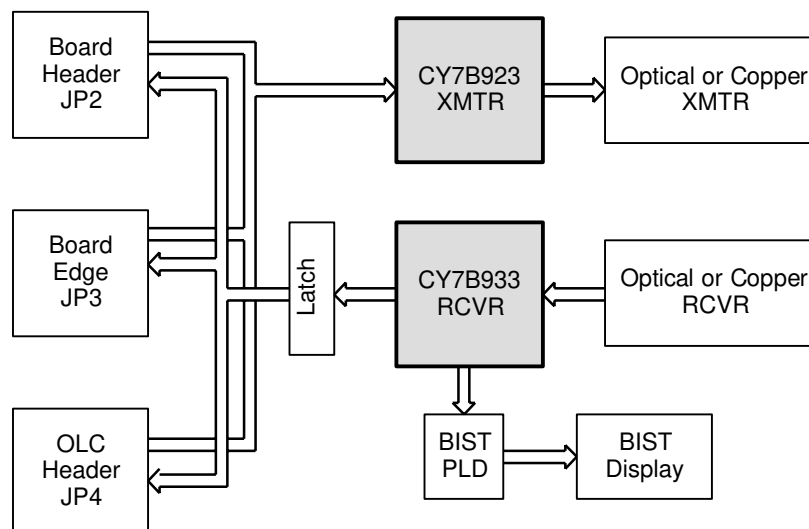 Board
Header
JP2
CY7B923
XMTR
Optical or Copper
XMTR
Board
Edge
JP3
Latch
CY7B933
RCVR
Optical or Copper
RCVR
OLC
Header
JP4
BIST
PLD
BIST
Display